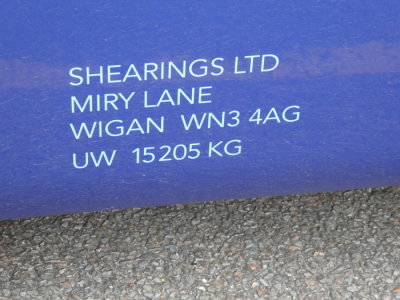 SHEARINGS LTD
MIRY LANE
WIGAN WN3 4AG
UW 15205 KG